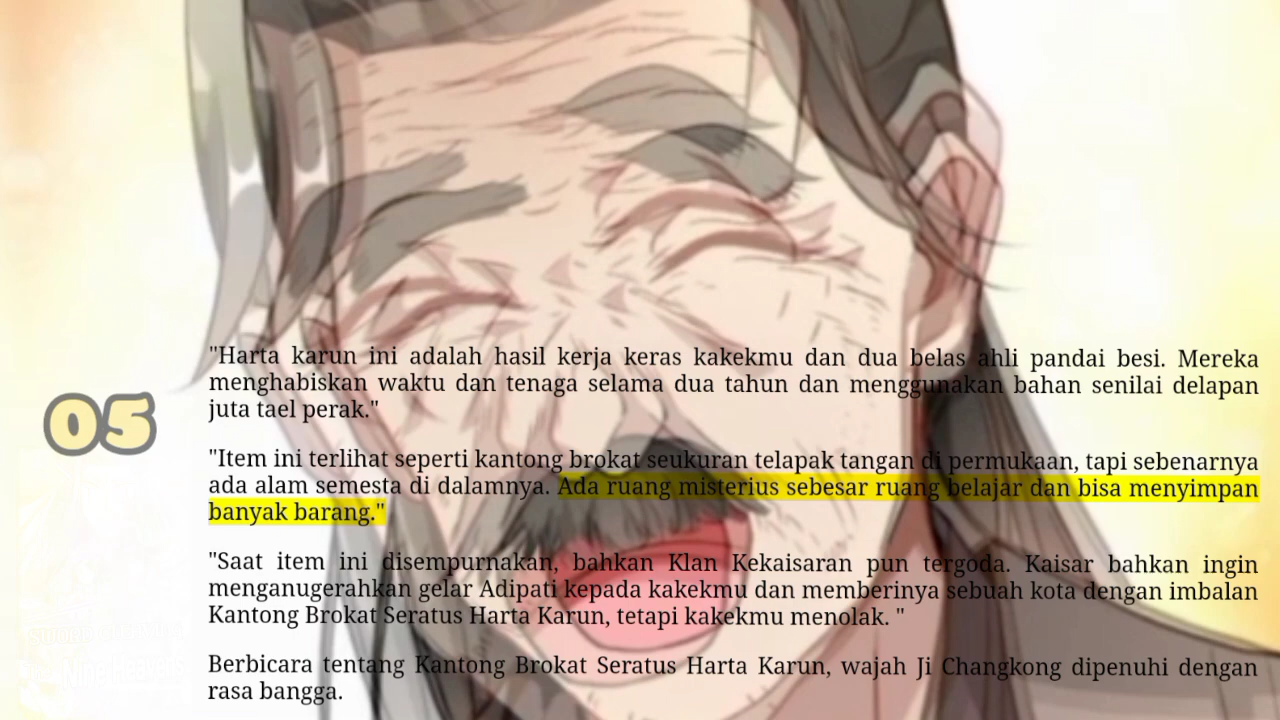 "Harta karun ini adalah hasil kerja keras kakekmu dan dua belas ahli pandai besi. Mereka
menghabiskan waktu dan tenaga selama dua tahun dan menggunakan bahan senilai delapan
juta tael perak."
05
"Item ini terlihat seperti kantong brokat seukuran telapak tangan di permukaan, tapi sebenarnya
ada alam semesta di dalamnya. Ada ruang misterius sebesar ruang belajar dan bisa menyimpan
banyak barang."
"Saat item ini disempurnakan, bahkan Klan Kekaisaran pun tergoda. Kaisar bahkan ingin
menganugerahkan gelar Adipati kepada kakekmu dan memberinya sebuah kota dengan imbalan
Kantong Brokat Seratus Harta Karun, tetapi kakekmu menolak. "
Berbicara tentang Kantong Brokat Seratus Harta Karun, wajah Ji Changkong dipenuhi dengan
rasa bangga.